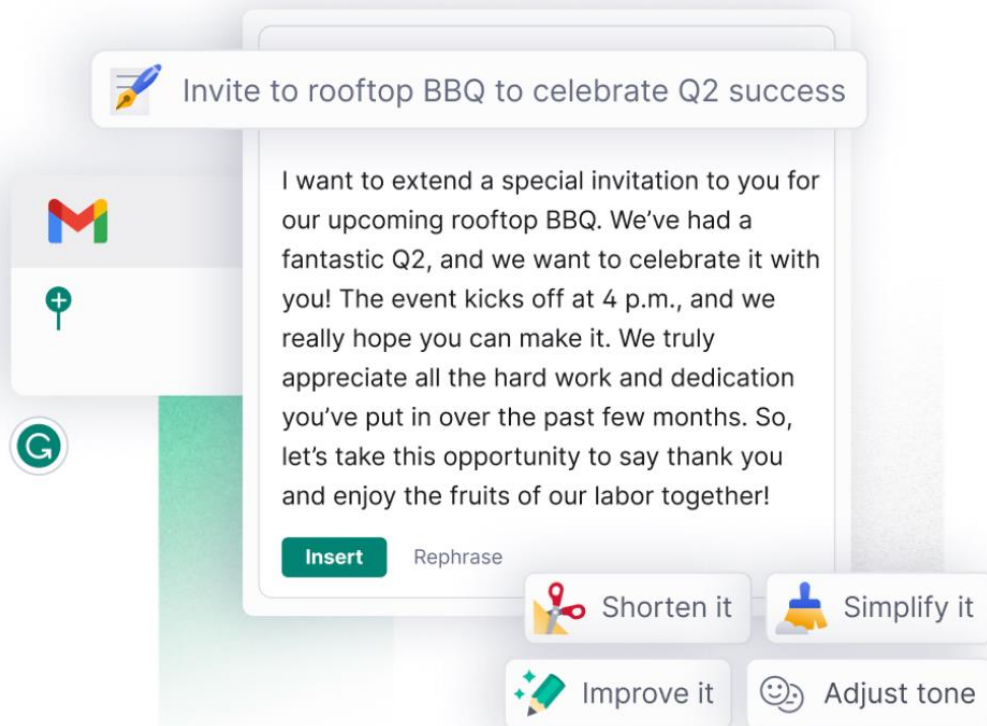 Invite to rooftop BBQ to celebrate Q2 success
I want to extend a special invitation to you for
our upcoming rooftop BBQ. We’ve had a
fantastic Q2, and we want to celebrate it with
you! The event kicks off at 4 p.m., and we
really hope you can make it. We truly
appreciate all the hard work and dedication
you’ve put in over the past few months. So,
let’s take this opportunity to say thank you
and enjoy the fruits of our labor together!
Insert Rephrase
Shorten it Simplify it
Improve it Adjust tone